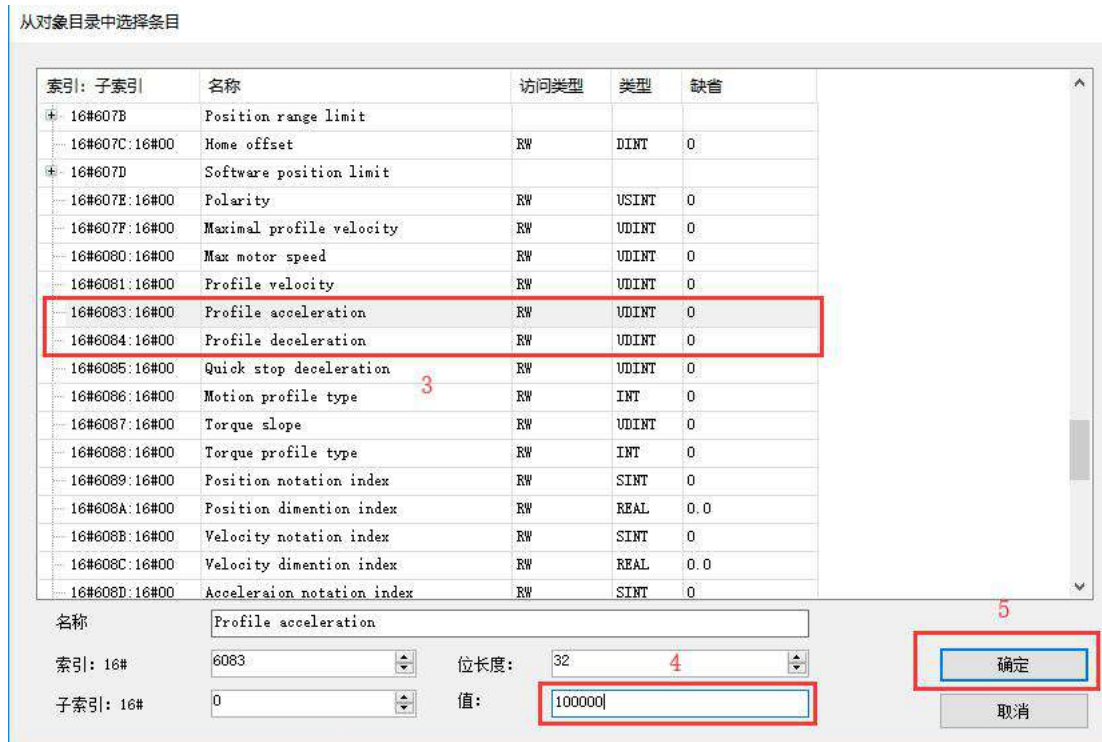 从对象目录中选择条目
索引: 子索引 名称 访问类型 类型 缺省
16#607B Position range limit
16#607C:16#00 Home offset RW DINT 0
16#607D Software position limit
16#607E:16#00 Polarity RW USINT 0
16#607F:16#00 Maximal profile velocity RW UDINT 0
16#6080:16#00 Max motor speed RW UDINT 0
16#6081:16#00 Profile velocity RW UDINT 0
16#6083:16#00 Profile acceleration RW UDINT 0
16#6084:16#00 Profile deceleration RW UDINT 0
16#6085:16#00 Quick stop deceleration RW UDINT 0
3
16#6086:16#00 Motion profile type RW INT 0
16#6087:16#00 Torque slope RW UDINT 0
16#6088:16#00 Torque profile type RW INT 0
16#6089:16#00 Position notation index RW SINT 0
16#608A:16#00 Position dimention index RW REAL 0.0
16#608B:16#00 Velocity notation index RW SINT 0
16#608C:16#00 Velocity dimention index RW REAL 0.0
16#608D:16#00 Acceleraion notation index RW SINT 0
5
名称 Profile acceleration
索引: 16# 6083 位长度: 32 4 确定
子索引: 16# 0 值: 100000 取消